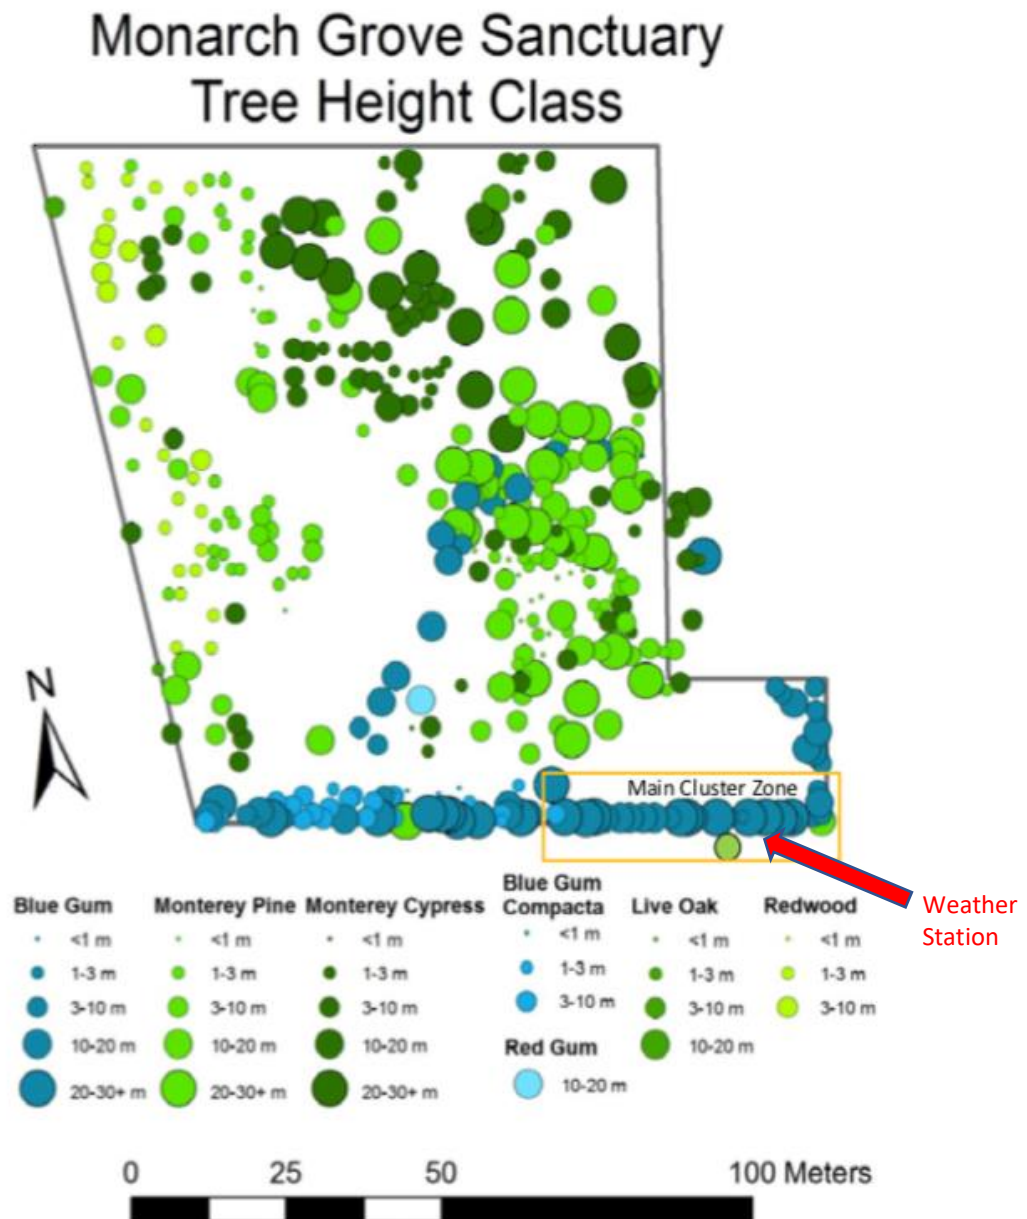 Monarch Grove Sanctuary
Tree Height Class
N
Main Cluster Zone
Weather
Station
Blue Gum
<1 m
1-3 m
3-10 m
10-20 m
20-30+ m
Monterey Pine
<1 m
1-3 m
3-10 m
10-20 m
20-30+ m
Monterey Cypress
<1 m
1-3 m
3-10 m
10-20 m
20-30+ m
Blue Gum
Compacta
<1 m
1-3 m
3-10 m
Red Gum
10-20 m
Live Oak
<1 m
1-3 m
3-10 m
10-20 m
Redwood
<1 m
1-3 m
3-10 m
0 25 50 100 Meters